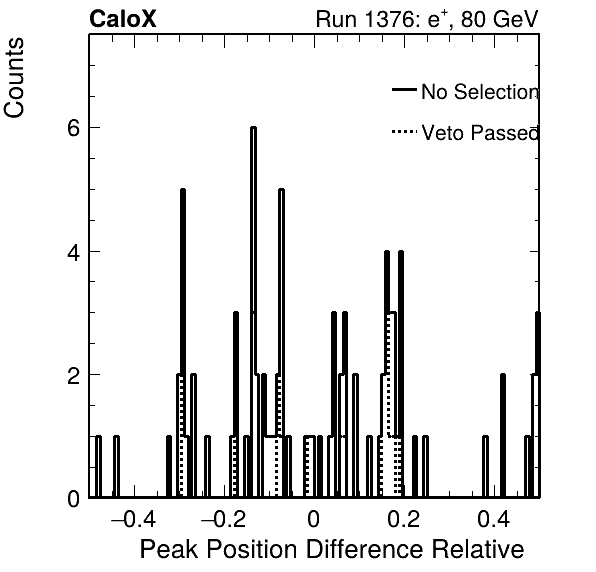 CaloX Run 1376: e⁺, 80 GeV
Counts
No Selection
Veto Passed
6
4
2
0
−0.4 −0.2 0 0.2 0.4
Peak Position Difference Relative